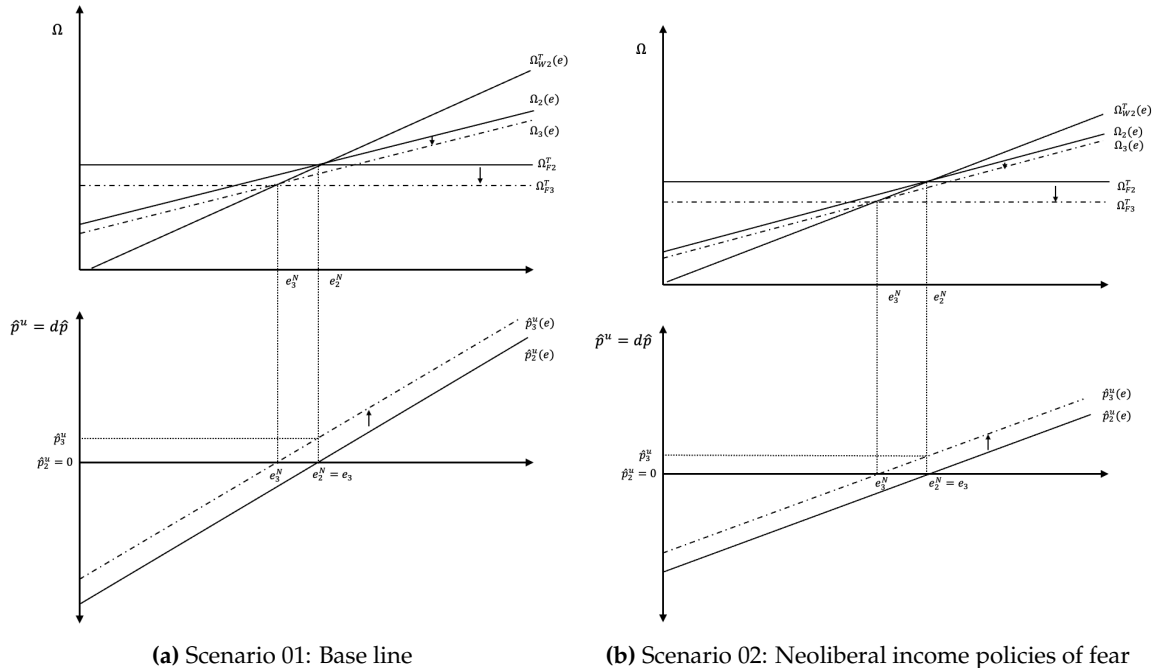 Ω
Ω^T_{W2}(e)
Ω_2(e)
Ω_3(e)
Ω^T_{F2}
Ω^T_{F3}
e^N_3 e^N_2
p̂^u = dp̂
p̂^u_3(e)
p̂^u_2(e)
p̂^u_3
p̂^u_2 = 0
e^N_3 e^N_2 = e_3
(a) Scenario 01: Base line
Ω
Ω^T_{W2}(e)
Ω_2(e)
Ω_3(e)
Ω^T_{F2}
Ω^T_{F3}
e^N_3 e^N_2
p̂^u = dp̂
p̂^u_3(e)
p̂^u_2(e)
p̂^u_3
p̂^u_2 = 0
e^N_3 e^N_2 = e_3
(b) Scenario 02: Neoliberal income policies of fear